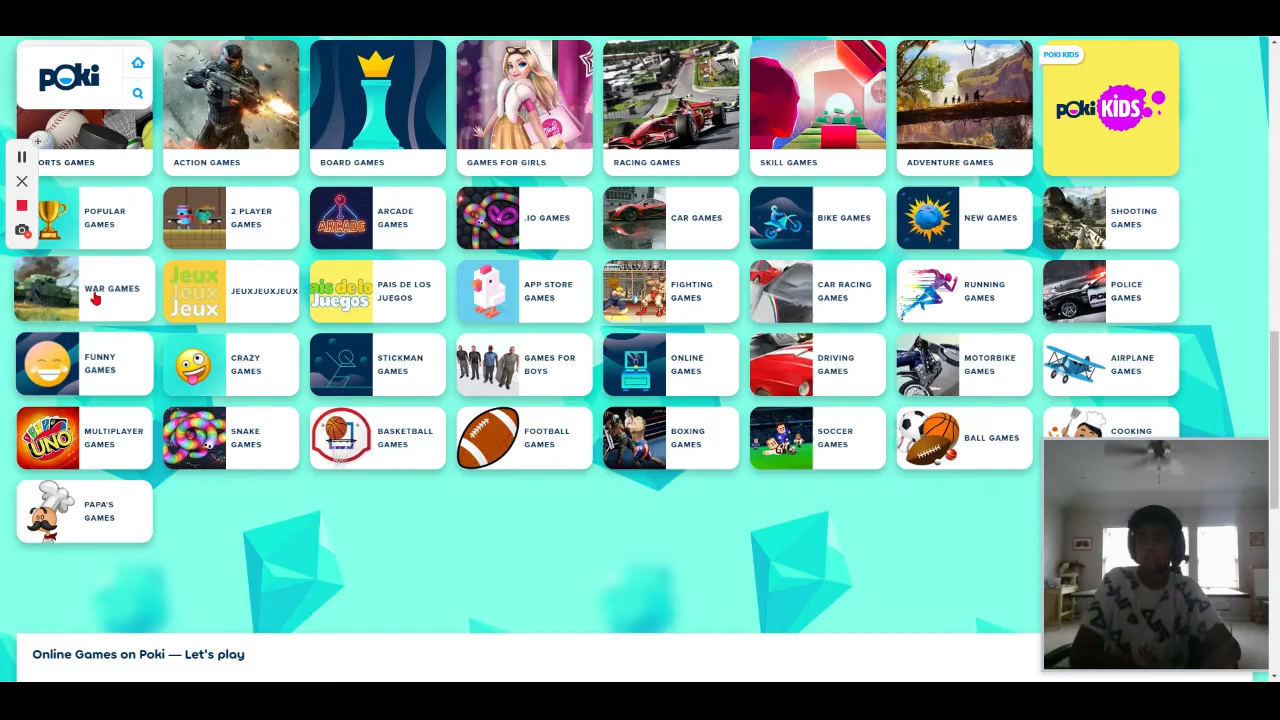 poki
POKI KIDS
poki KIDS
ORTS GAMES
ACTION GAMES
BOARD GAMES
GAMES FOR GIRLS
RACING GAMES
SKILL GAMES
ADVENTURE GAMES
POPULAR
GAMES
2 PLAYER
GAMES
ARCADE
ARCADE
GAMES
.IO GAMES
CAR GAMES
BIKE GAMES
NEW GAMES
SHOOTING
GAMES
WAR GAMES
Jeux
Jeux
Jeux
JEUXJEUXJEUX
ais de lo
Juegos
PAIS DE LOS
JUEGOS
APP STORE
GAMES
FIGHTING
GAMES
CAR RACING
GAMES
RUNNING
GAMES
POLICE
GAMES
FUNNY
GAMES
CRAZY
GAMES
STICKMAN
GAMES
GAMES FOR
BOYS
ONLINE
GAMES
DRIVING
GAMES
MOTORBIKE
GAMES
AIRPLANE
GAMES
UNO
MULTIPLAYER
GAMES
SNAKE
GAMES
BASKETBALL
GAMES
FOOTBALL
GAMES
BOXING
GAMES
SOCCER
GAMES
BALL GAMES
COOKING
PAPA'S
GAMES
Online Games on Poki — Let's play